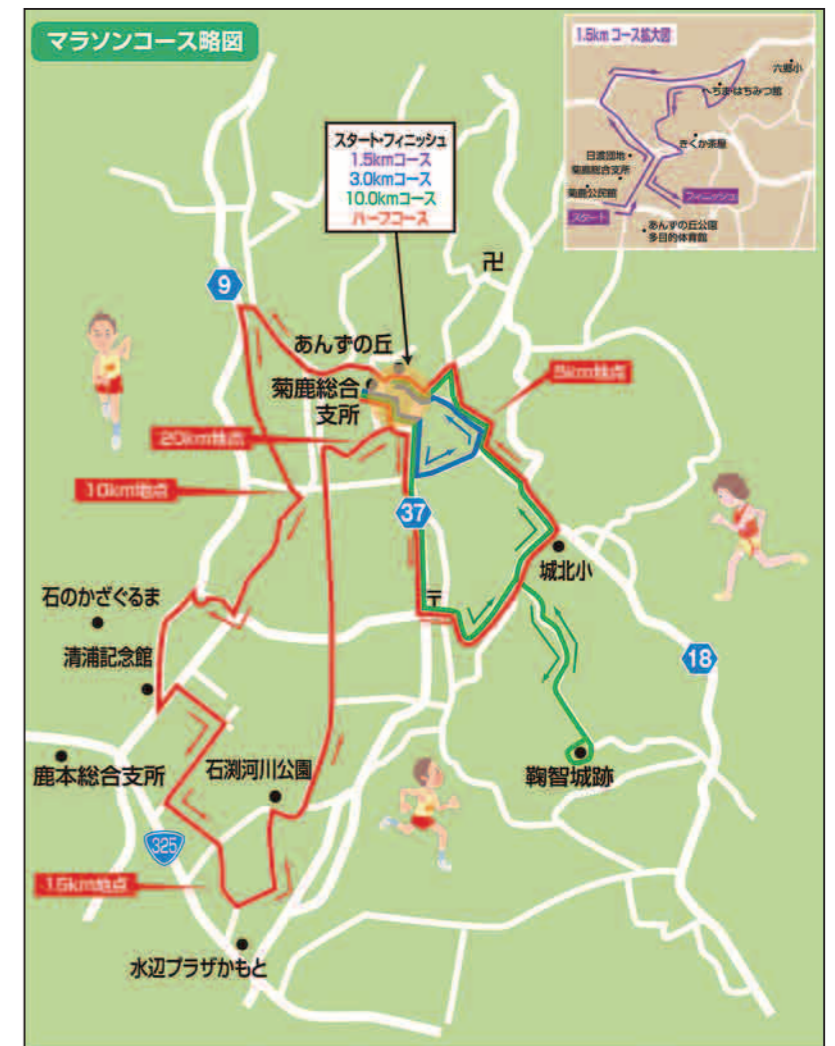 マラソンコース略図
スタート・フィニッシュ
1.5kmコース
3.0kmコース
10.0kmコース
ハーフコース
1.5kmコース拡大図
六郷小
へちま・はちみつ館
きくか茶屋
日渡団地
菊鹿総合支所
菊鹿公民館
スタート
フィニッシュ
あんずの丘公園
多目的体育館
卍
9
あんずの丘
菊鹿総合
支所
5km地点
20km地点
10km地点
37
城北小
〒
石のかざぐるま
清浦記念館
18
石渕河川公園
鹿本総合支所
鞠智城跡
325
15km地点
水辺プラザかもと